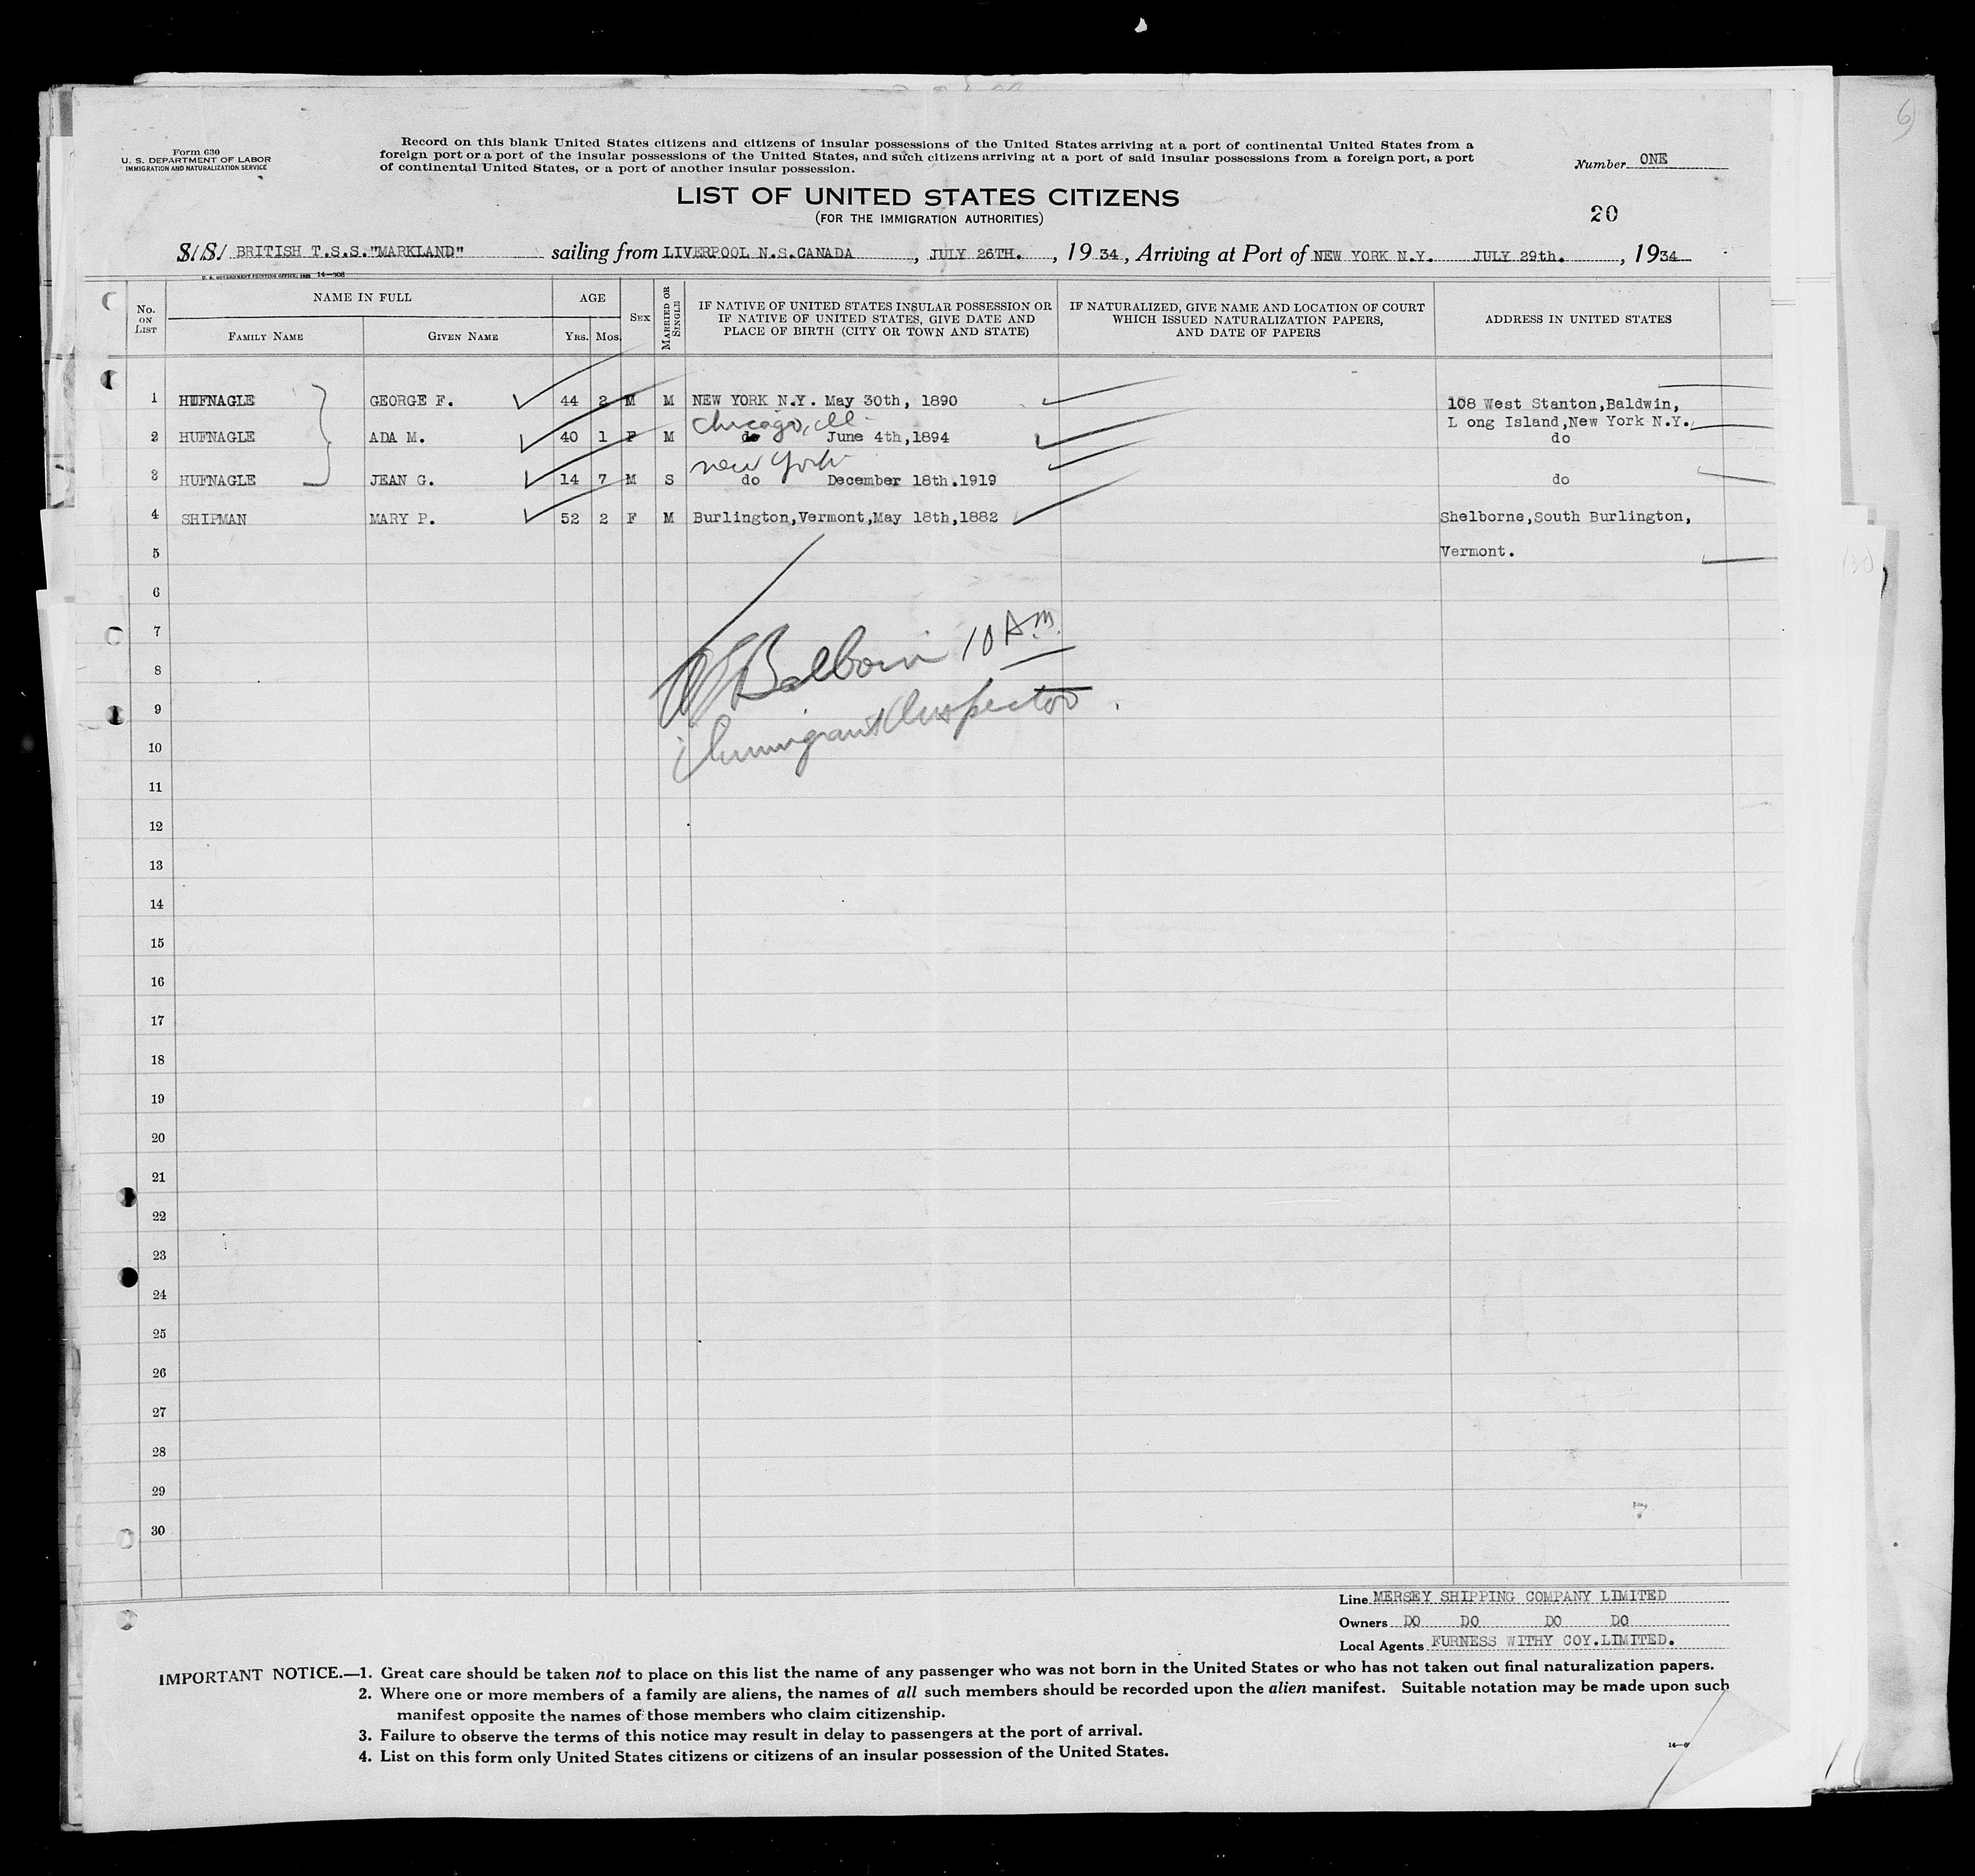 Form 630
U. S. DEPARTMENT OF LABOR
IMMIGRATION AND NATURALIZATION SERVICE
Record on this blank United States citizens and citizens of insular possessions of the United States arriving at a port of continental United States from a
foreign port or a port of the insular possessions of the United States, and such citizens arriving at a port of said insular possessions from a foreign port, a port
of continental United States, or a port of another insular possession.
Number ONE
LIST OF UNITED STATES CITIZENS
(FOR THE IMMIGRATION AUTHORITIES)
20
S/S/ BRITISH T.S.S."MARKLAND" sailing from LIVERPOOL N.S.CANADA, JULY 26TH., 19 34, Arriving at Port of NEW YORK N.Y. JULY 29th., 1934
U. S. GOVERNMENT PRINTING OFFICE: 14-508
No. ON LIST
NAME IN FULL
FAMILY NAME
GIVEN NAME
AGE
YRS. MOS.
SEX
MARRIED OR SINGLE
IF NATIVE OF UNITED STATES INSULAR POSSESSION OR
IF NATIVE OF UNITED STATES, GIVE DATE AND
PLACE OF BIRTH (CITY OR TOWN AND STATE)
IF NATURALIZED, GIVE NAME AND LOCATION OF COURT
WHICH ISSUED NATURALIZATION PAPERS,
AND DATE OF PAPERS
ADDRESS IN UNITED STATES
1 HUFNAGLE GEORGE F. 44 2 M M NEW YORK N.Y. May 30th, 1890 108 West Stanton,Baldwin,
L ong Island,New York N.Y.
Chicago, Ill
2 HUFNAGLE ADA M. 40 1 F M do June 4th,1894 do
New York
3 HUFNAGLE JEAN G. 14 7 M S do December 18th.1919 do
4 SHIPMAN MARY P. 52 2 F M Burlington,Vermont,May 18th,1882 Shelborne,South Burlington,
5 Vermont.
6
7
10 AM.
8
9
Immigrant Inspector
10
11
12
13
14
15
16
17
18
19
20
21
22
23
24
25
26
27
28
29
30
Line MERSEY SHIPPING COMPANY LIMITED
Owners DO DO DO DO
Local Agents FURNESS WITHY COY.LIMITED.
IMPORTANT NOTICE.—1. Great care should be taken not to place on this list the name of any passenger who was not born in the United States or who has not taken out final naturalization papers.
2. Where one or more members of a family are aliens, the names of all such members should be recorded upon the alien manifest. Suitable notation may be made upon such
manifest opposite the names of those members who claim citizenship.
3. Failure to observe the terms of this notice may result in delay to passengers at the port of arrival.
4. List on this form only United States citizens or citizens of an insular possession of the United States.